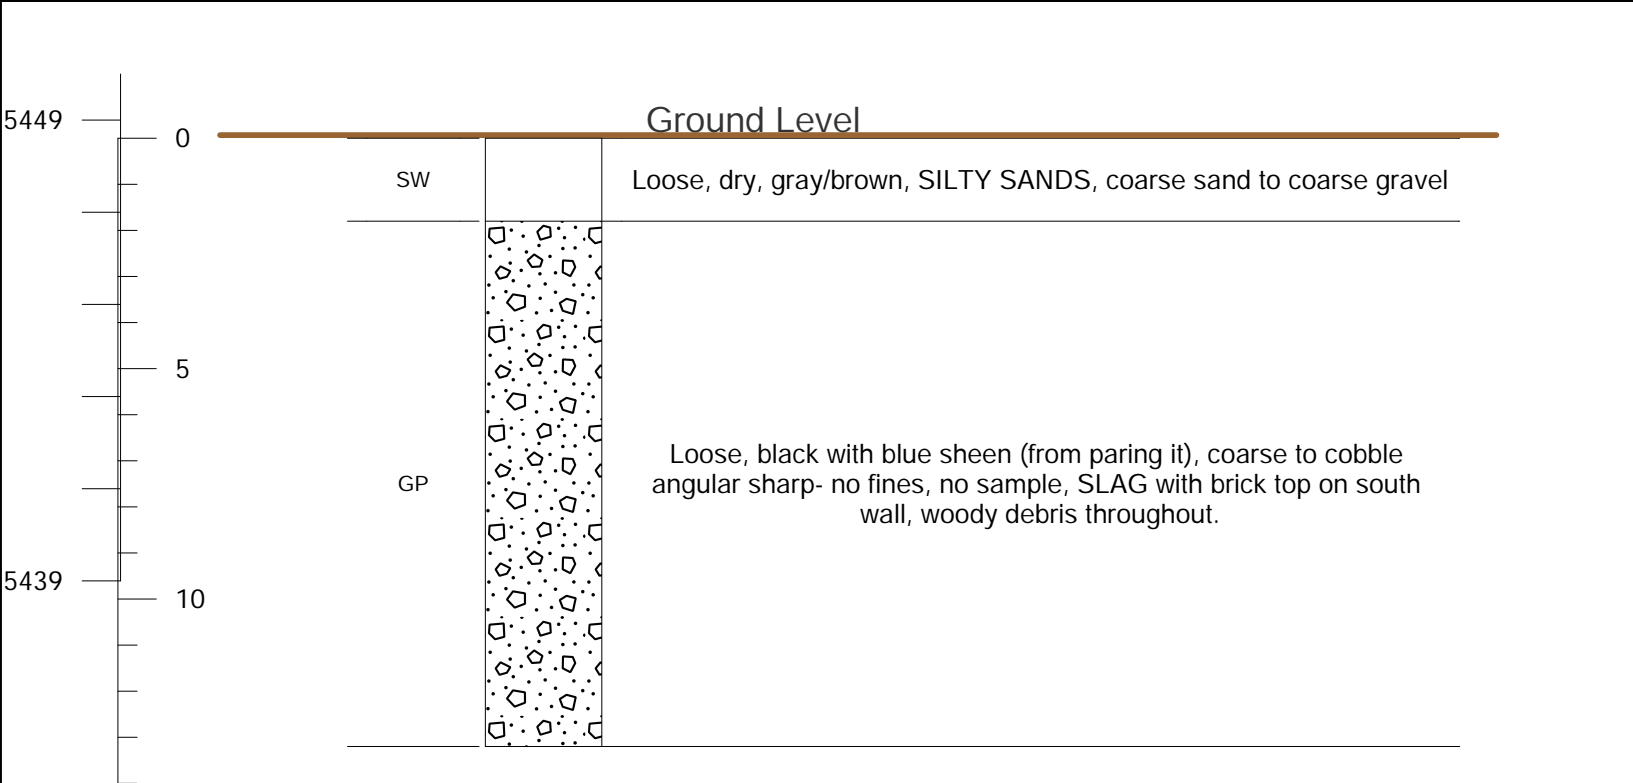 5449
Ground Level
0
SW
Loose, dry, gray/brown, SILTY SANDS, coarse sand to coarse gravel
5
Loose, black with blue sheen (from paring it), coarse to cobble
GP
angular sharp- no fines, no sample, SLAG with brick top on south
wall, woody debris throughout.
5439
10